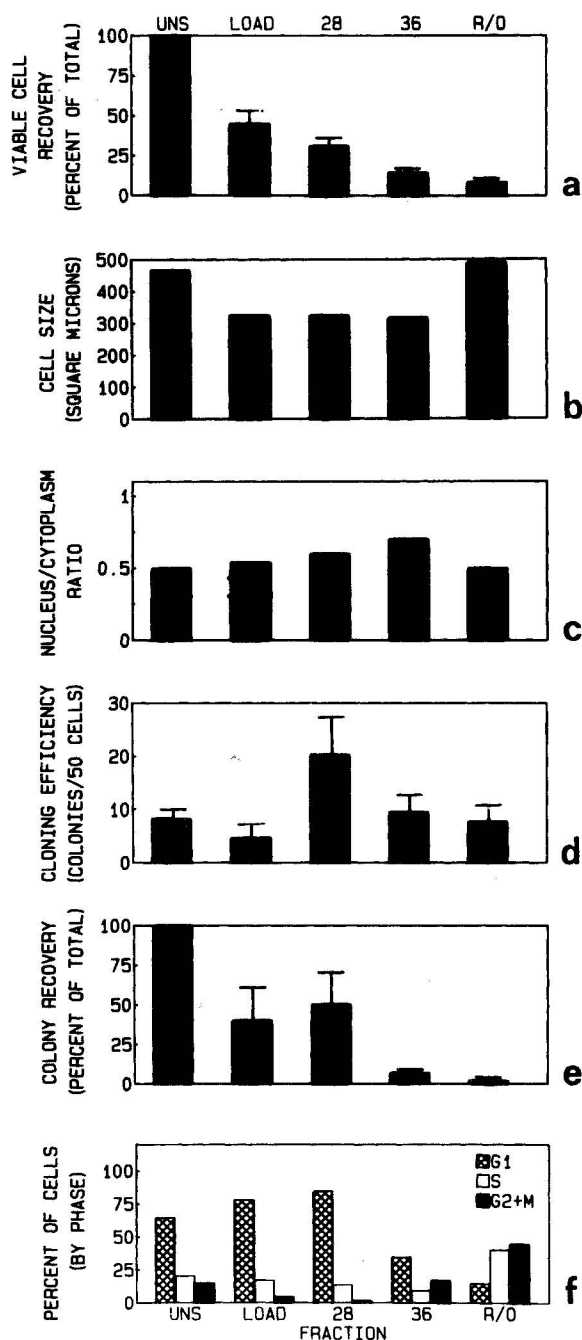 UNS LOAD 28 36 R/O
VIABLE CELL
RECOVERY
(PERCENT OF TOTAL)
100
75
50
25
0
a
CELL SIZE
(SQUARE MICRONS)
500
400
300
200
100
0
b
NUCLEUS/CYTOPLASM
RATIO
1
0.5
0
c
CLONING EFFICIENCY
(COLONIES/50 CELLS)
30
20
10
0
d
COLONY RECOVERY
(PERCENT OF TOTAL)
100
75
50
25
0
e
PERCENT OF CELLS
(BY PHASE)
100
75
50
25
0
G1
S
G2+M
f
UNS LOAD 28 36 R/O
FRACTION